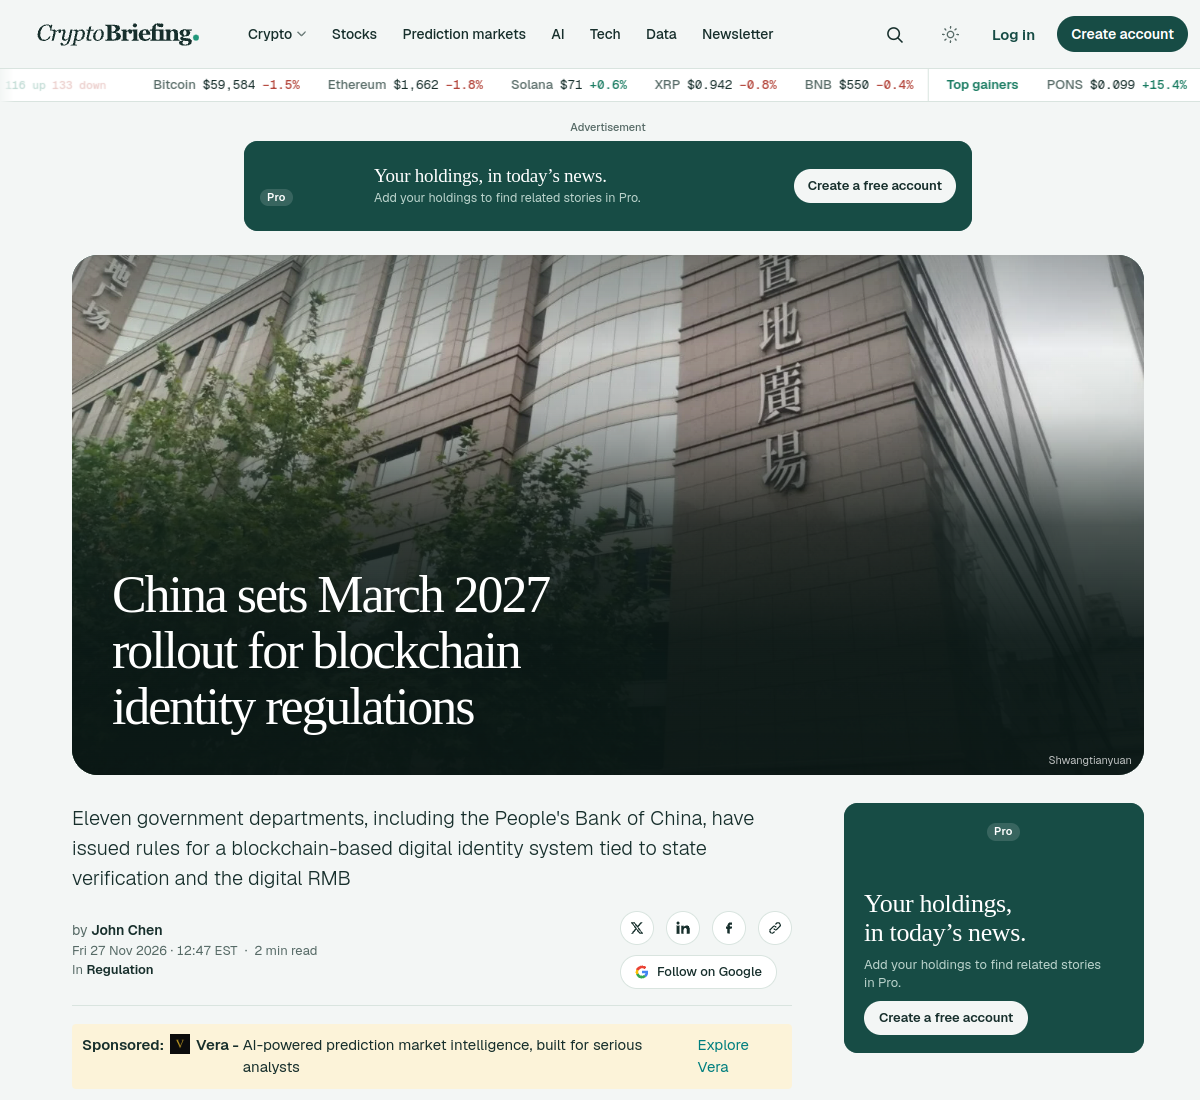 CryptoBriefing.
Crypto
Stocks
Prediction markets
AI
Tech
Data
Newsletter
Log in
Create account
116 up 133 down
Bitcoin $59,584 −1.5%
Ethereum $1,662 −1.8%
Solana $71 +0.6%
XRP $0.942 −0.8%
BNB $550 −0.4%
Top gainers
PONS $0.099 +15.4%
Advertisement
Pro
Your holdings, in today’s news.
Add your holdings to find related stories in Pro.
Create a free account
地广场
置地廣場
China sets March 2027
rollout for blockchain
identity regulations
Shwangtianyuan
Eleven government departments, including the People's Bank of China, have
issued rules for a blockchain-based digital identity system tied to state
verification and the digital RMB
by John Chen
Fri 27 Nov 2026 · 12:47 EST · 2 min read
In Regulation
Follow on Google
Sponsored: V Vera - AI-powered prediction market intelligence, built for serious
analysts
Explore
Vera
Pro
Your holdings,
in today’s news.
Add your holdings to find related stories
in Pro.
Create a free account